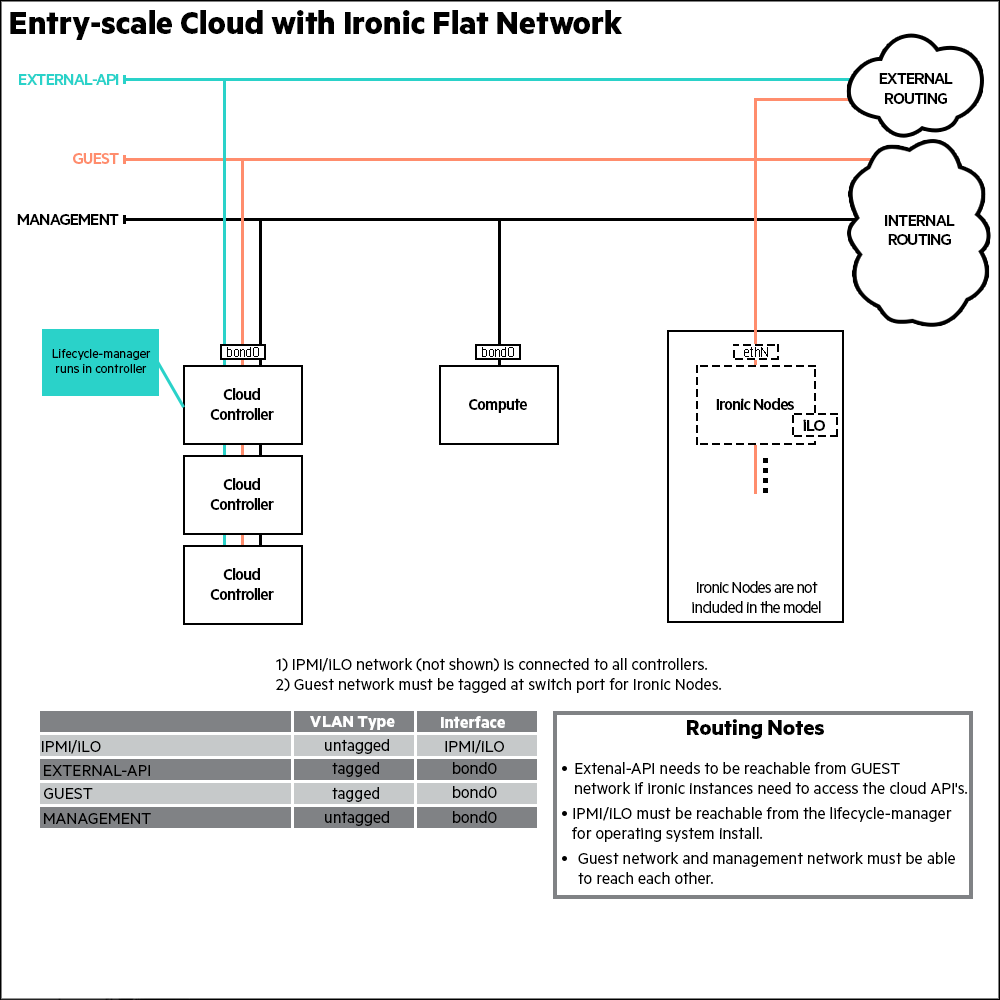 Entry-scale Cloud with Ironic Flat Network
EXTERNAL-API
EXTERNAL
ROUTING
GUEST
MANAGEMENT
INTERNAL
ROUTING
Lifecycle-manager
runs in controller
bond0
bond0
ethN
Cloud
Controller
Compute
Ironic Nodes
iLO
Cloud
Controller
Cloud
Controller
Ironic Nodes are not
included in the model
1) IPMI/iLO network (not shown) is connected to all controllers.
2) Guest network must be tagged at switch port for Ironic Nodes.
VLAN Type Interface
IPMI/iLO untagged IPMI/iLO
EXTERNAL-API tagged bond0
GUEST tagged bond0
MANAGEMENT untagged bond0
Routing Notes
• Extenal-API needs to be reachable from GUEST
network if Ironic Instances need to access the cloud API's.
• IPMI/iLO must be reachable from the lifecycle-manager
for operating system install.
• Guest network and management network must be able
to reach each other.